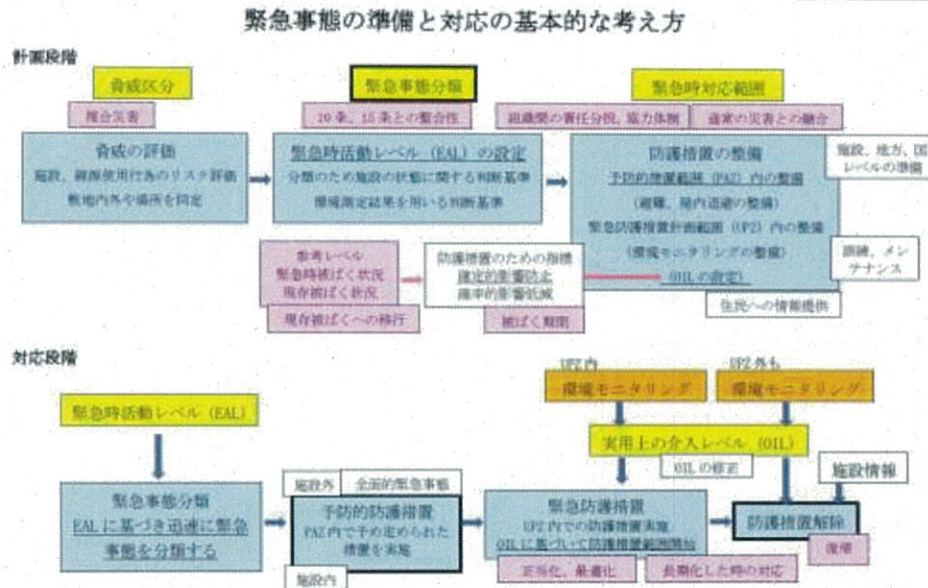 緊急事態の準備と対応の基本的な考え方
計画段階
脅威区分
緊急事態分類
緊急時対応範囲
複合災害
10条、15条との整合性
組織間の責任分担、協力体制
通常の災害との融合
脅威の評価
施設、線源使用行為のリスク評価
敷地内外や場所を同定
緊急時活動レベル（EAL）の設定
分類のため施設の状態に関する判断基準
環境測定結果を用いる判断基準
防護措置の整備
予防的措置範囲（PAZ）内の整備
（避難、屋内退避の整備）
緊急防護措置計画範囲（UPZ）内の整備
（環境モニタリングの整備）
（OILの設定）
施設、地方、国
レベルの準備
訓練、メン
テナンス
住民への情報提供
参考レベル
緊急時被ばく状況
現存被ばく状況
現存被ばくへの移行
防護措置のための指標
確定的影響防止
確率的影響低減
被ばく期間
対応段階
UPZ内
UPZ外も
環境モニタリング
環境モニタリング
緊急時活動レベル（EAL）
実用上の介入レベル（OIL）
OILの修正
施設情報
緊急事態分類
EALに基づき迅速に緊急
事態を分類する
施設外
全面的緊急事態
予防的防護措置
PAZ内で予め定められた
措置を実施
施設内
緊急防護措置
UPZ内での防護措置実施
OILに基づいて防護措置範囲開始
正当化、最適化
長期化した時の対応
防護措置解除
復帰